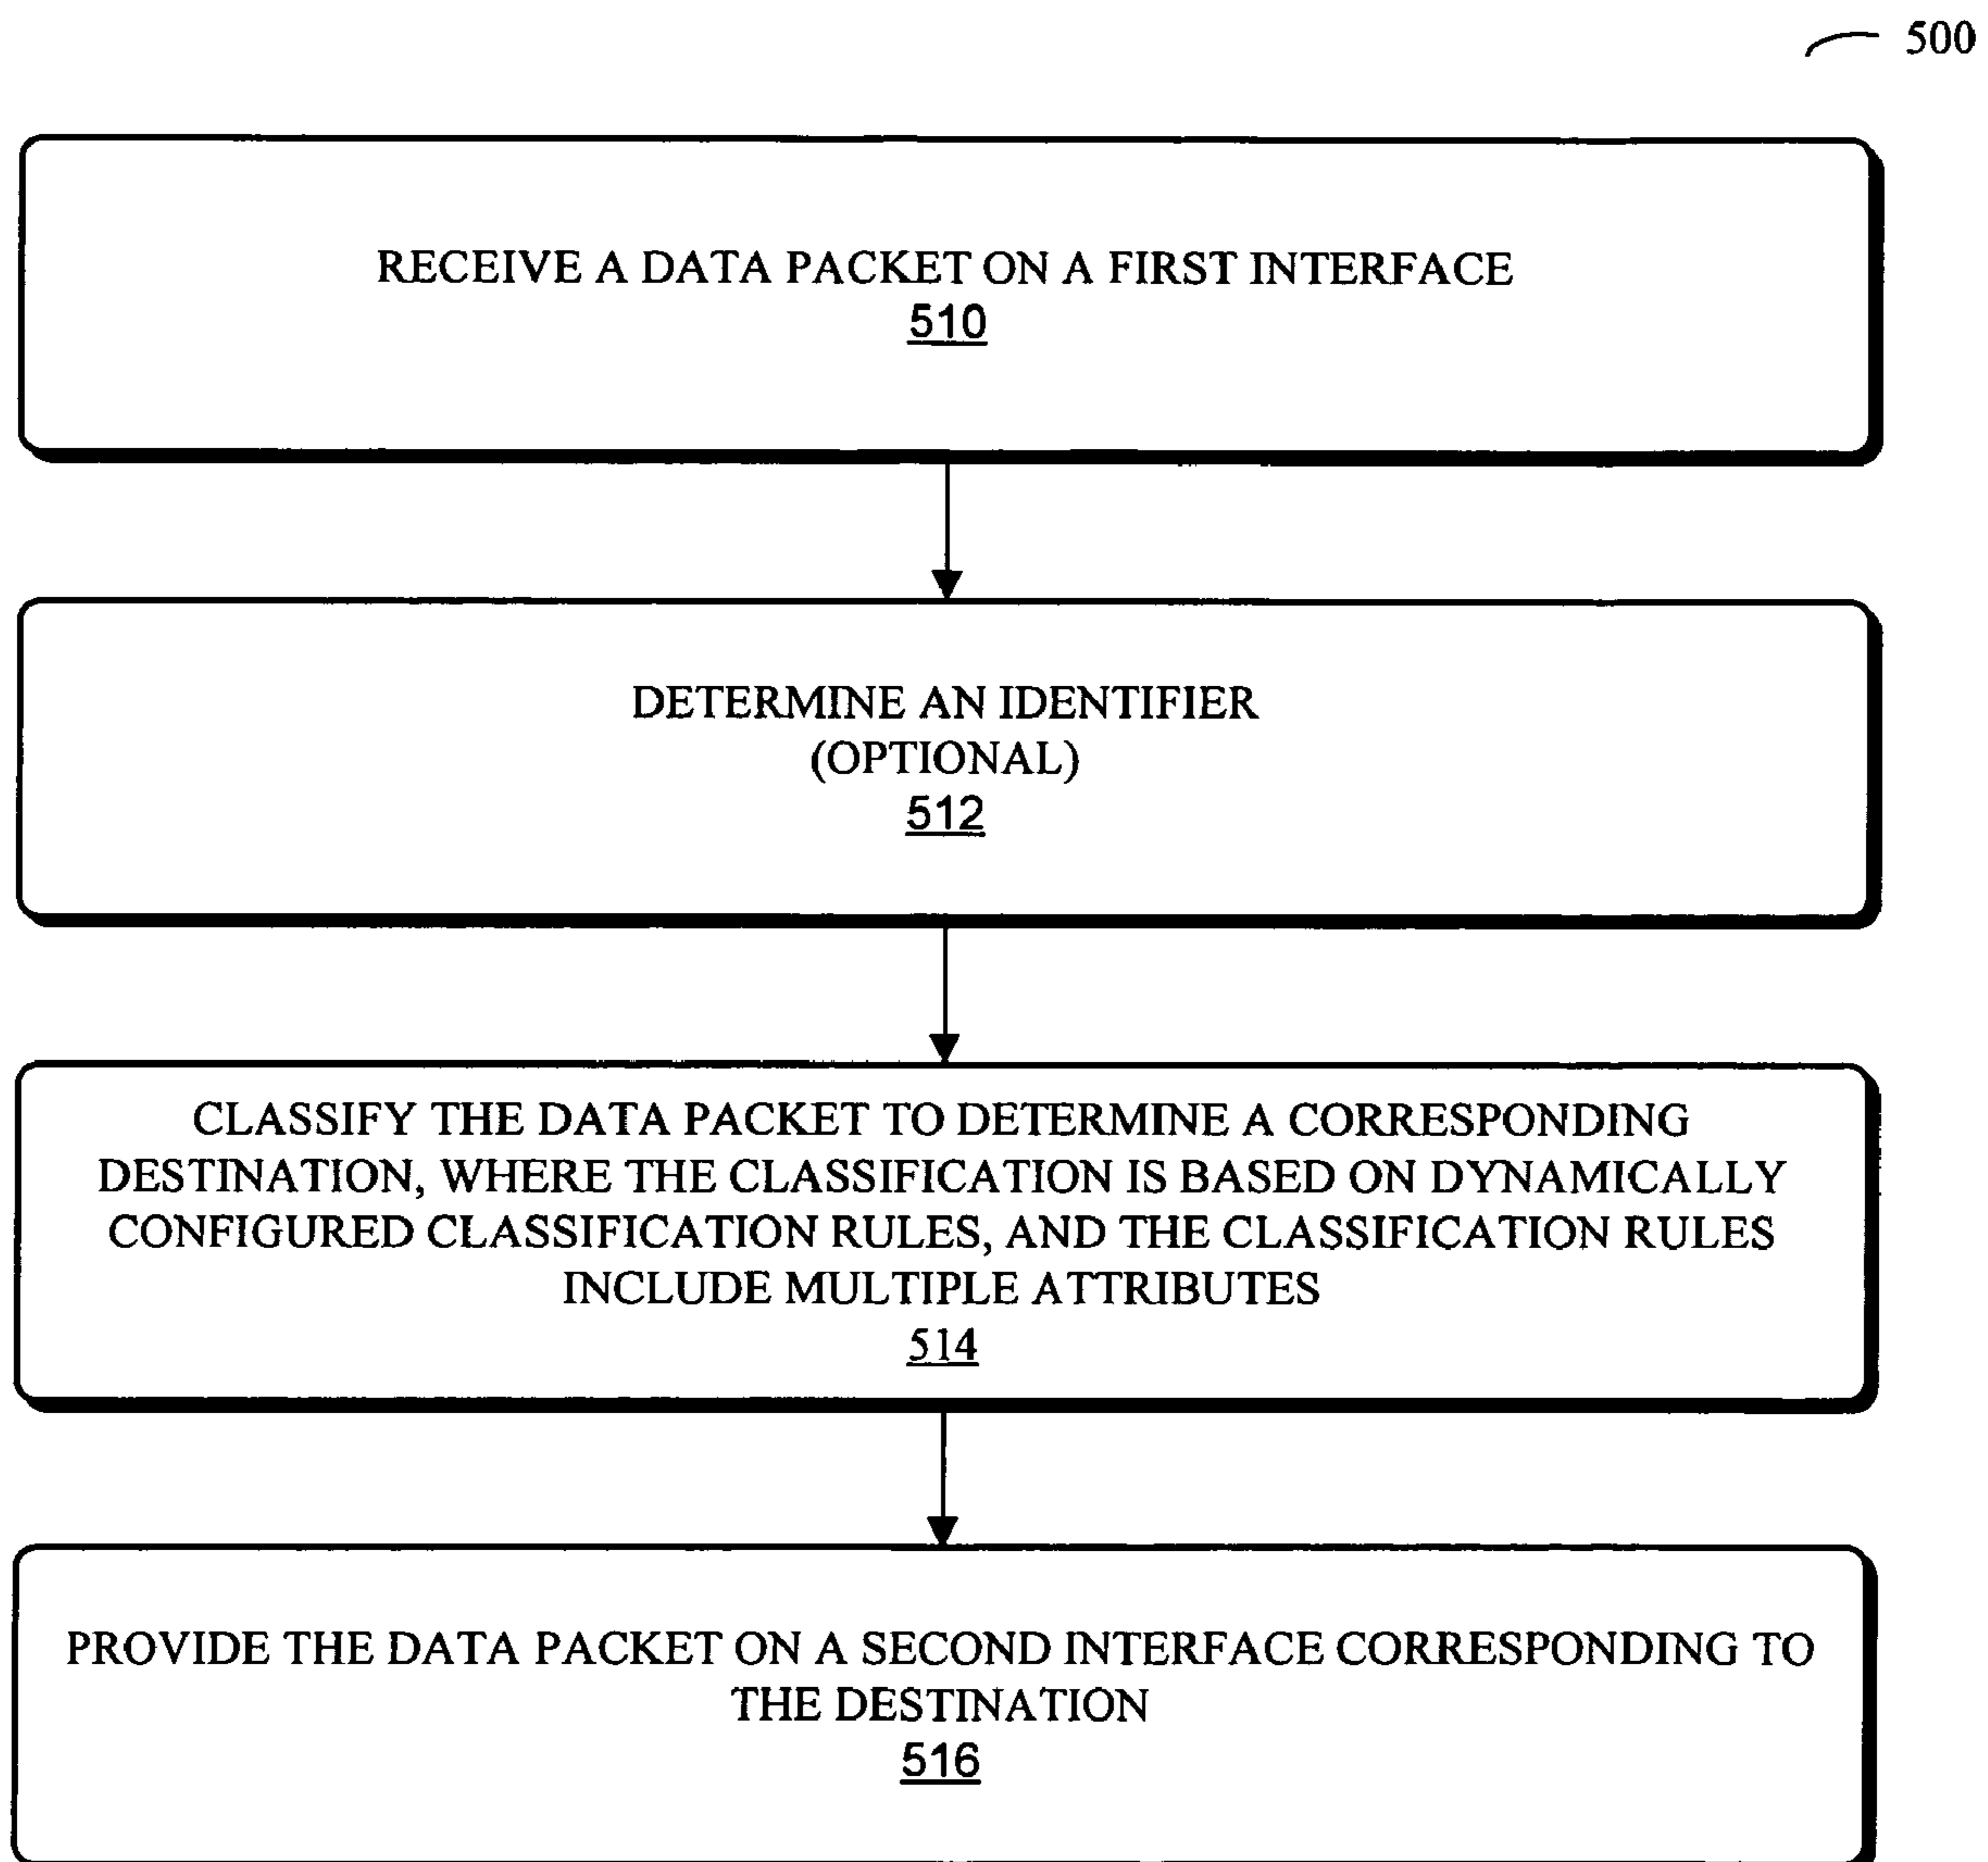 500
RECEIVE A DATA PACKET ON A FIRST INTERFACE
510
DETERMINE AN IDENTIFIER
(OPTIONAL)
512
CLASSIFY THE DATA PACKET TO DETERMINE A CORRESPONDING
DESTINATION, WHERE THE CLASSIFICATION IS BASED ON DYNAMICALLY
CONFIGURED CLASSIFICATION RULES, AND THE CLASSIFICATION RULES
INCLUDE MULTIPLE ATTRIBUTES
514
PROVIDE THE DATA PACKET ON A SECOND INTERFACE CORRESPONDING TO
THE DESTINATION
516